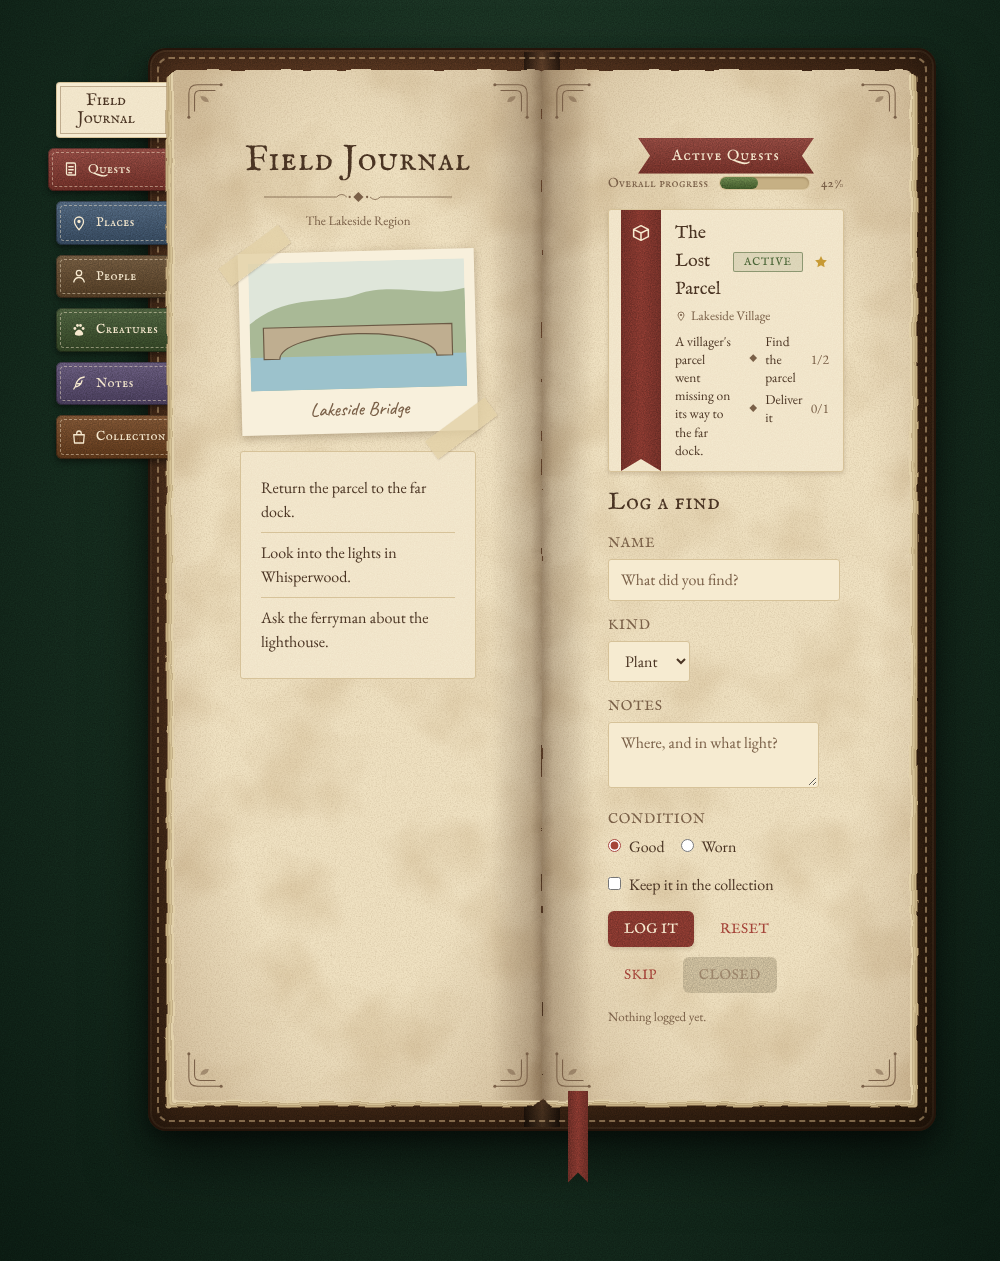 Field
Journal
Quests
Places
People
Creatures
Notes
Collection
Field Journal
The Lakeside Region
Lakeside Bridge
Return the parcel to the far
dock.
Look into the lights in
Whisperwood.
Ask the ferryman about the
lighthouse.
Active Quests
Overall progress 42%
The
Lost
Parcel
ACTIVE
Lakeside Village
A villager's
parcel
went
missing on
its way to
the far
dock.
Find
the
parcel
1/2
Deliver
it
0/1
Log a find
NAME
What did you find?
KIND
Plant
NOTES
Where, and in what light?
CONDITION
Good Worn
Keep it in the collection
LOG IT RESET
SKIP CLOSED
Nothing logged yet.